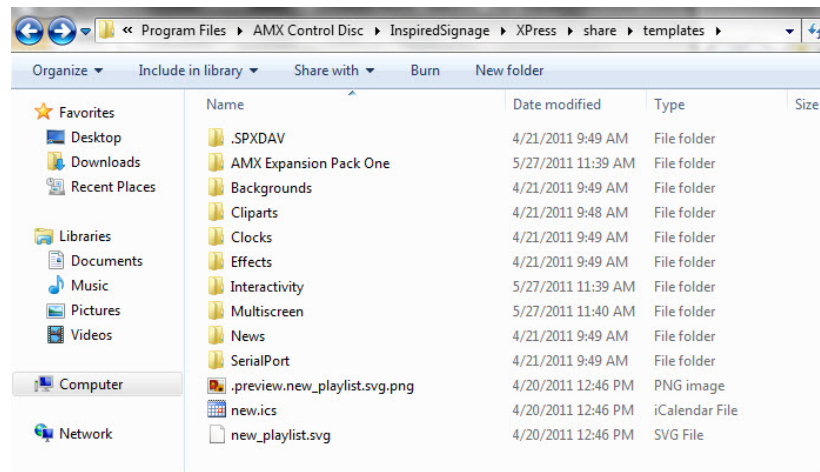 « Program Files ▸ AMX Control Disc ▸ InspiredSignage ▸ XPress ▸ share ▸ templates ▸
Organize ▾ Include in library ▾ Share with ▾ Burn New folder
Favorites
Desktop
Downloads
Recent Places
Libraries
Documents
Music
Pictures
Videos
Computer
Network
Name Date modified Type Size
.SPXDAV 4/21/2011 9:49 AM File folder
AMX Expansion Pack One 5/27/2011 11:39 AM File folder
Backgrounds 4/21/2011 9:49 AM File folder
Cliparts 4/21/2011 9:48 AM File folder
Clocks 4/21/2011 9:49 AM File folder
Effects 4/21/2011 9:49 AM File folder
Interactivity 5/27/2011 11:39 AM File folder
Multiscreen 5/27/2011 11:40 AM File folder
News 4/21/2011 9:49 AM File folder
SerialPort 4/21/2011 9:49 AM File folder
.preview.new_playlist.svg.png 4/20/2011 12:46 PM PNG image
new.ics 4/20/2011 12:46 PM iCalendar File
new_playlist.svg 4/20/2011 12:46 PM SVG File